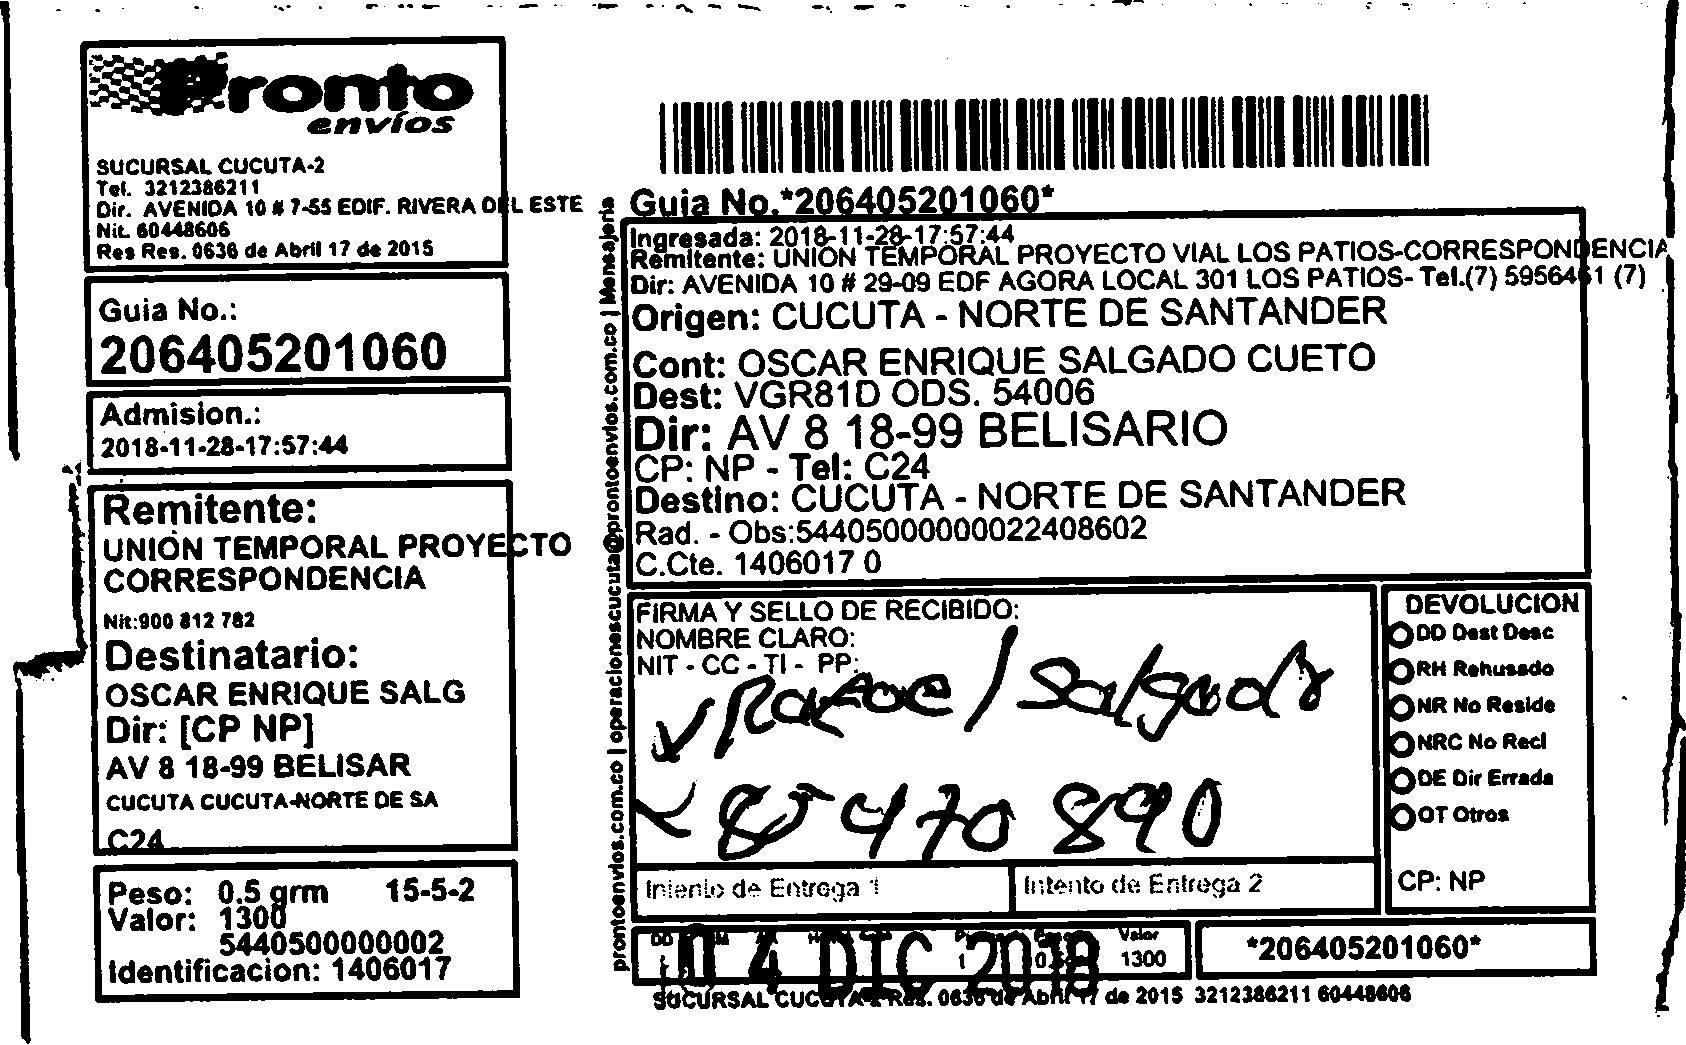 Pronto
envíos
SUCURSAL CUCUTA-2
Tel. 3212386211
Dir. AVENIDA 10 # 7-55 EDIF. RIVERA DEL ESTE
Nit. 60448606
Res Res. 0636 de Abril 17 de 2015
Guia No.:
206405201060
Admision.:
2018-11-28-17:57:44
Remitente:
UNIÓN TEMPORAL PROYECTO
CORRESPONDENCIA
Nit:900 812 782
Destinatario:
OSCAR ENRIQUE SALG
Dir: [CP NP]
AV 8 18-99 BELISAR
CUCUTA CUCUTA-NORTE DE SA
C24
Peso: 0.5 grm 15-5-2
Valor: 1300
5440500000002
Identificacion: 1406017
prontoenvios.com.co | operacionescucuta@prontoenvios.com.co | Mensajeria
Guia No.*206405201060*
Ingresada: 2018-11-28-17:57:44
Remitente: UNIÓN TEMPORAL PROYECTO VIAL LOS PATIOS-CORRESPONDENCIA
Dir: AVENIDA 10 # 29-09 EDF AGORA LOCAL 301 LOS PATIOS- Tel.(7) 5956461 (7)
Origen: CUCUTA - NORTE DE SANTANDER
Cont: OSCAR ENRIQUE SALGADO CUETO
Dest: VGR81D ODS. 54006
Dir: AV 8 18-99 BELISARIO
CP: NP - Tel: C24
Destino: CUCUTA - NORTE DE SANTANDER
Rad. - Obs:54405000000022408602
C.Cte. 1406017 0
FIRMA Y SELLO DE RECIBIDO:
NOMBRE CLARO:
NIT - CC - TI - PP:
Rafael Salgado
85470890
Intento de Entrega 1
Intento de Entrega 2
DEVOLUCION
DD Dest Desc
RH Rehusado
NR No Reside
NRC No Recl
DE Dir Errada
OT Otros
CP: NP
DD
Valor
1
1300
04 DIC 2018
*206405201060*
SUCURSAL CUCUTA-2 Res. 0636 de Abril 17 de 2015 3212386211 60448606